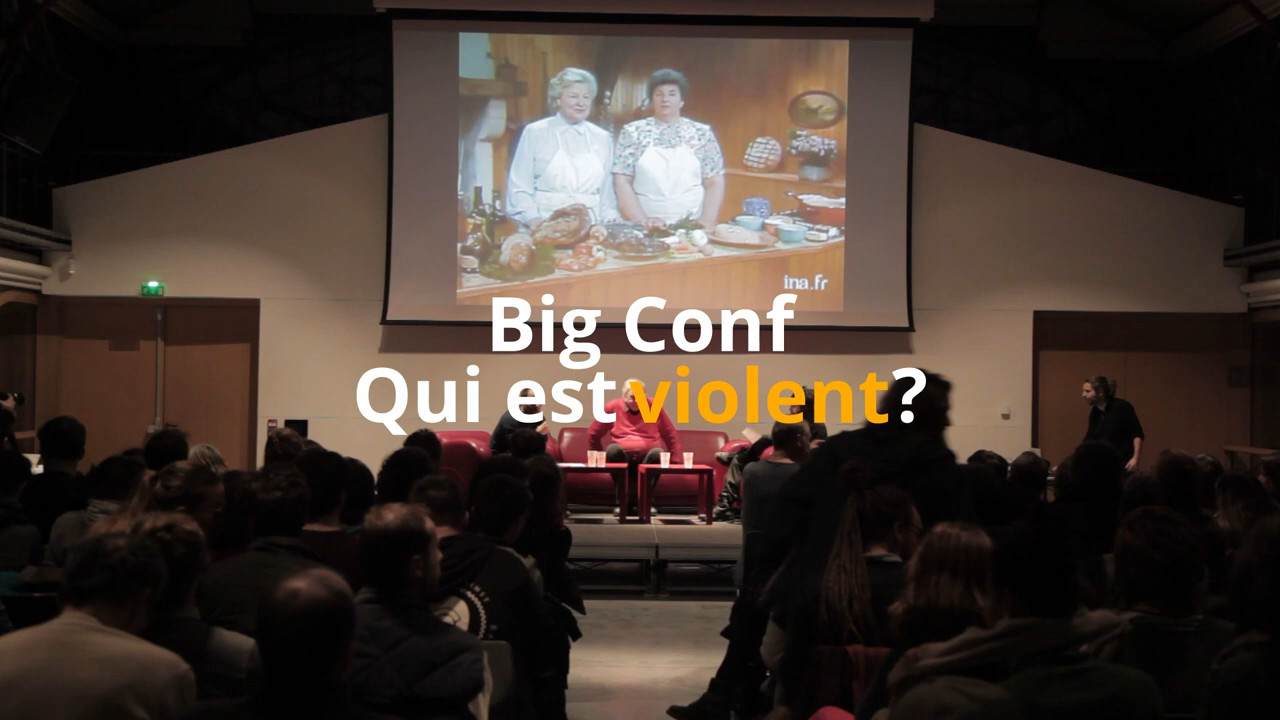 ina.fr
Big Conf
Qui est violent?